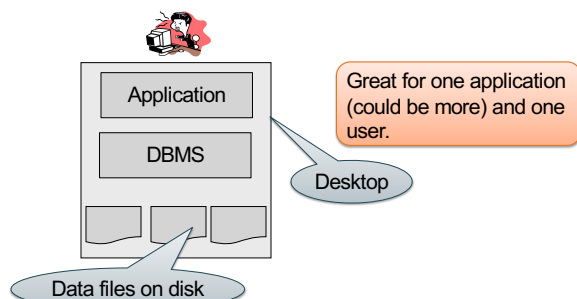 Application
DBMS
Great for one application
(could be more) and one
user.
Desktop
Data files on disk